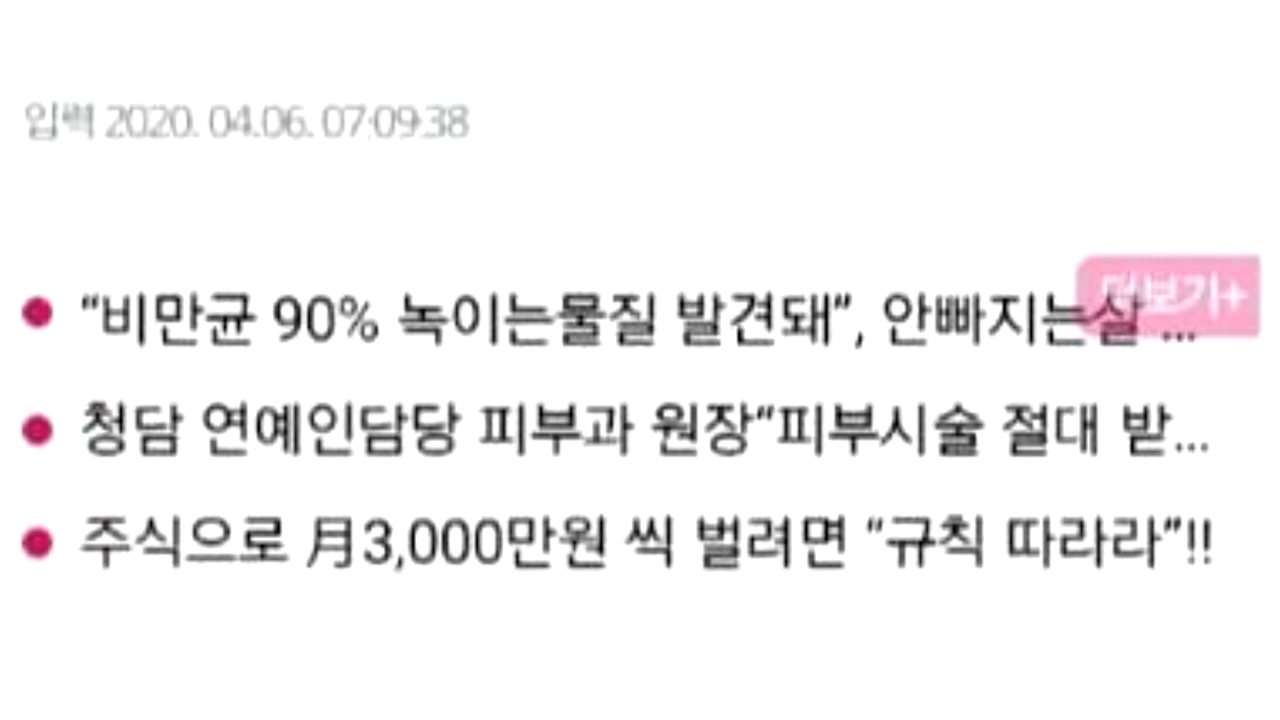 입력 2020. 04.06. 07:09:38
더보기+
“비만균 90% 녹이는물질 발견돼”, 안빠지는살 ...
청담 연예인담당 피부과 원장“피부시술 절대 받...
주식으로 月3,000만원 씩 벌려면 “규칙 따라라”!!